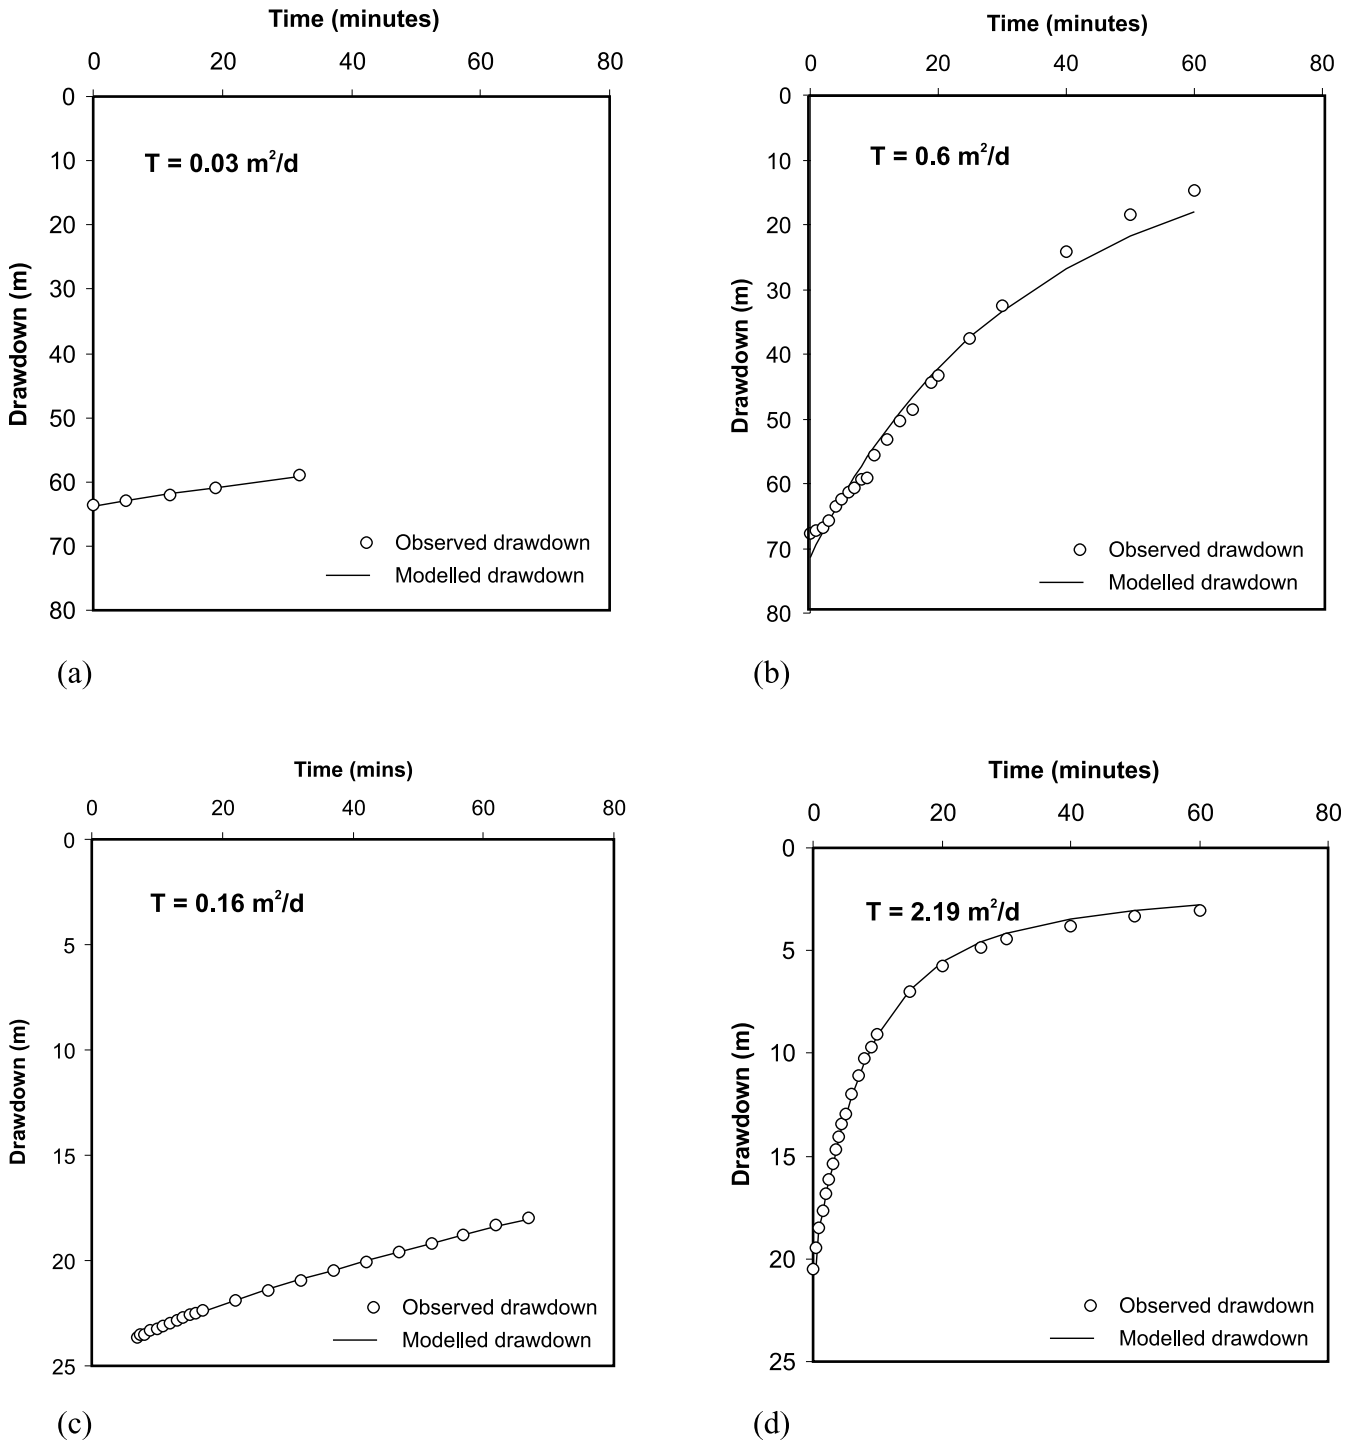 Time (minutes)
0 20 40 60 80
0
10
20
30
40
50
60
70
80
Drawdown (m)
T = 0.03 m²/d
Observed drawdown
Modelled drawdown
(a)
Time (minutes)
0 20 40 60 80
0
10
20
30
40
50
60
70
80
Drawdown (m)
T = 0.6 m²/d
Observed drawdown
Modelled drawdown
(b)
Time (mins)
0 20 40 60 80
0
5
10
15
20
25
Drawdown (m)
T = 0.16 m²/d
Observed drawdown
Modelled drawdown
(c)
Time (minutes)
0 20 40 60 80
0
5
10
15
20
25
Drawdown (m)
T = 2.19 m²/d
Observed drawdown
Modelled drawdown
(d)